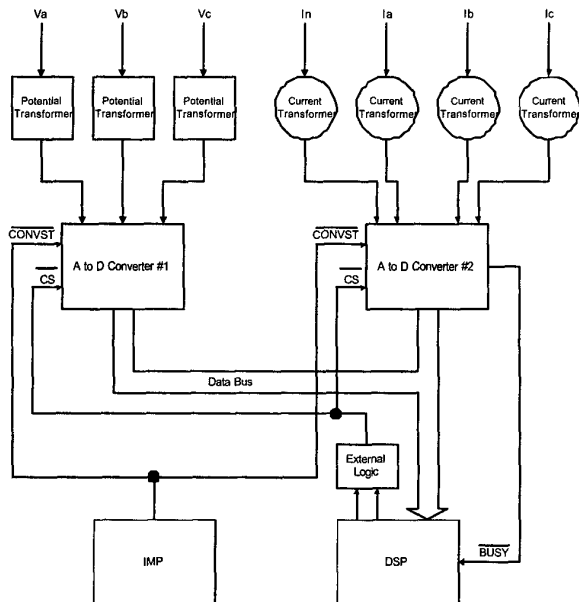 Va Vb Vc In Ia Ib Ic
Potential Transformer
Potential Transformer
Potential Transformer
Current Transformer
Current Transformer
Current Transformer
Current Transformer
CONVST
A to D Converter #1
CS
CONVST
A to D Converter #2
CS
Data Bus
External
Logic
IMP
DSP
BUSY